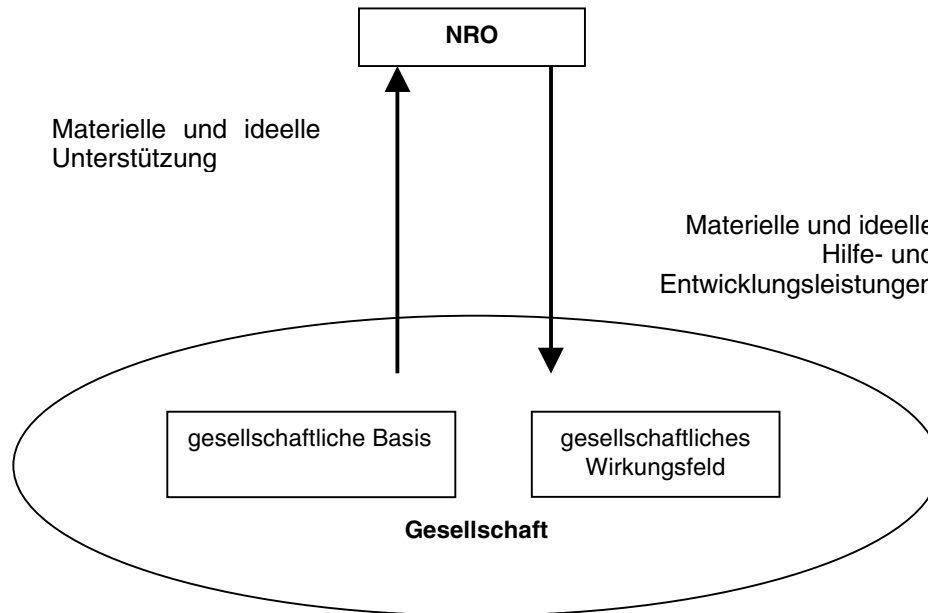 NRO
Materielle und ideelle
Unterstützung
Materielle und ideelle
Hilfe- und
Entwicklungsleistungen
gesellschaftliche Basis
gesellschaftliches
Wirkungsfeld
Gesellschaft